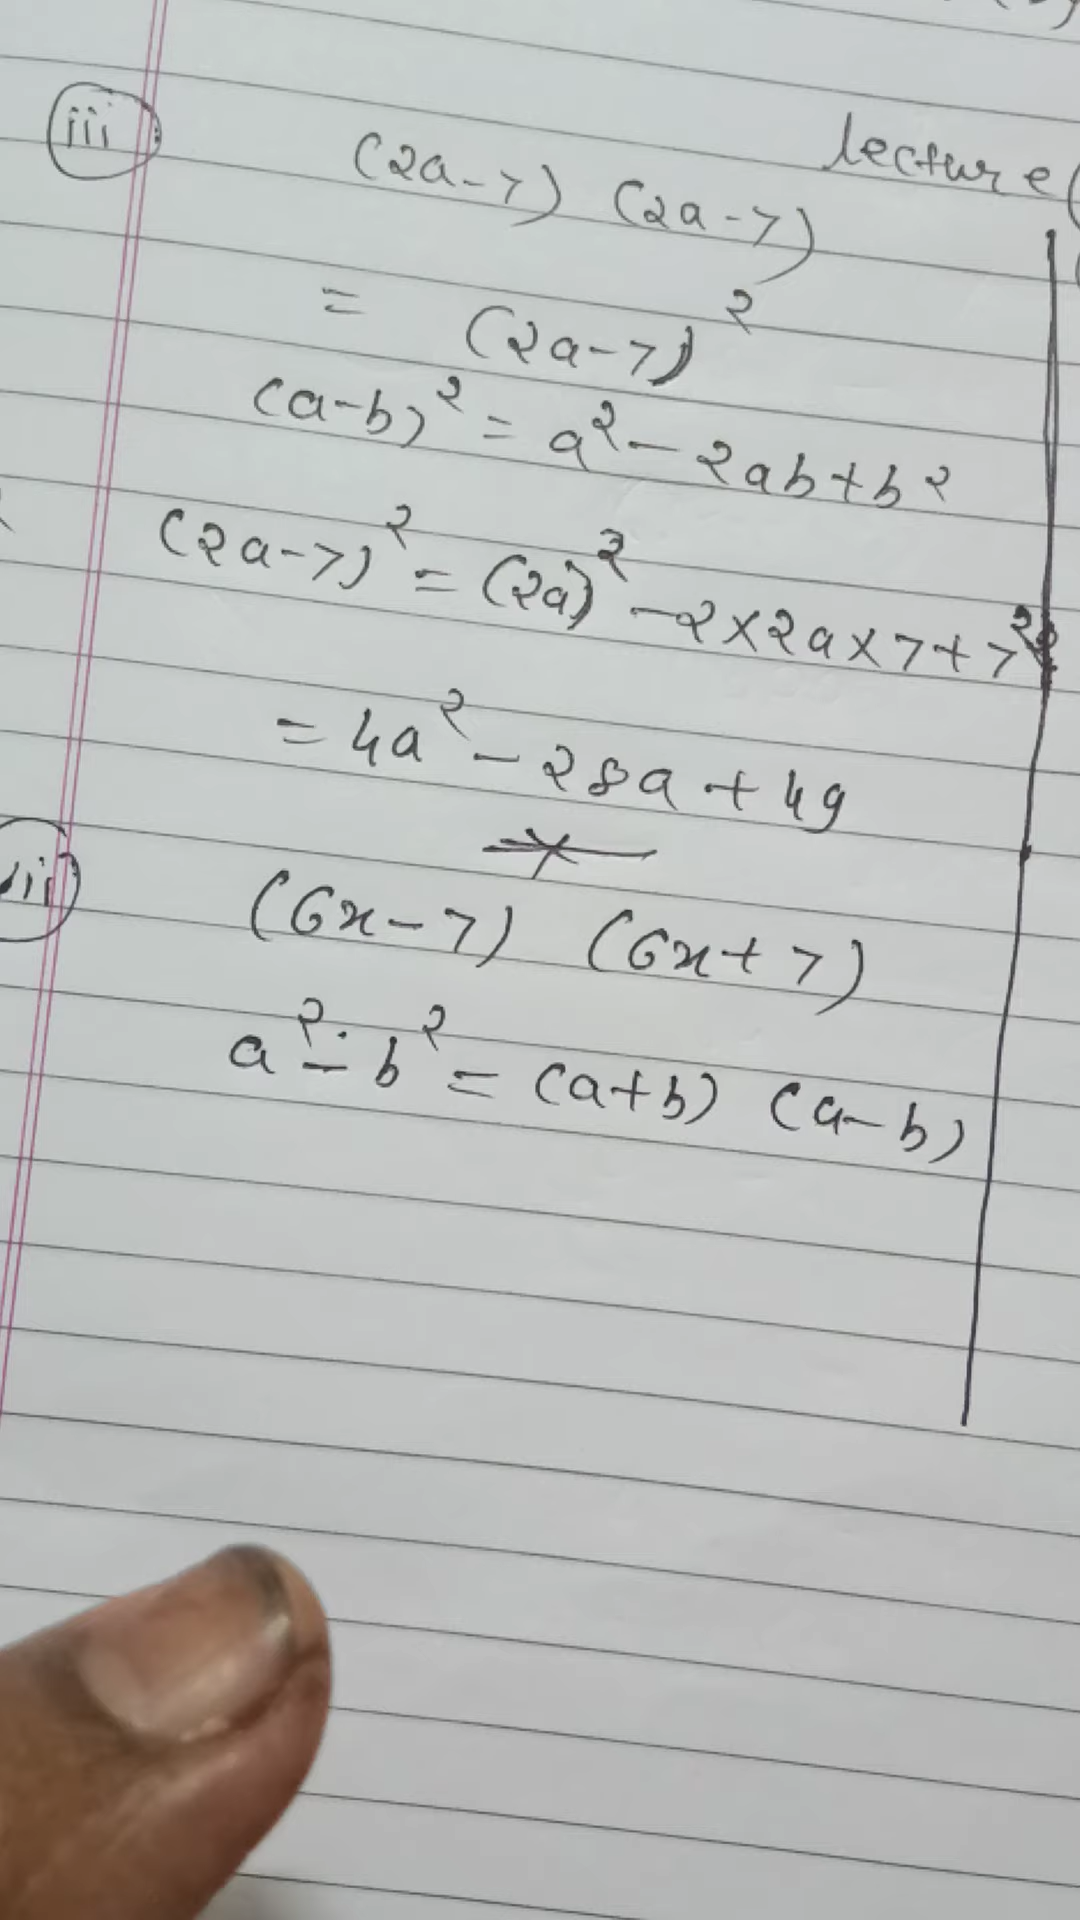 lecture
iii (2a-7) (2a-7)
= (2a-7)²
(a-b)² = a² - 2ab + b²
(2a-7)² = (2a)² - 2×2a×7+7²
= 4a² - 28a + 49
(6x-7) (6x+7)
a² - b² = (a+b) (a-b)